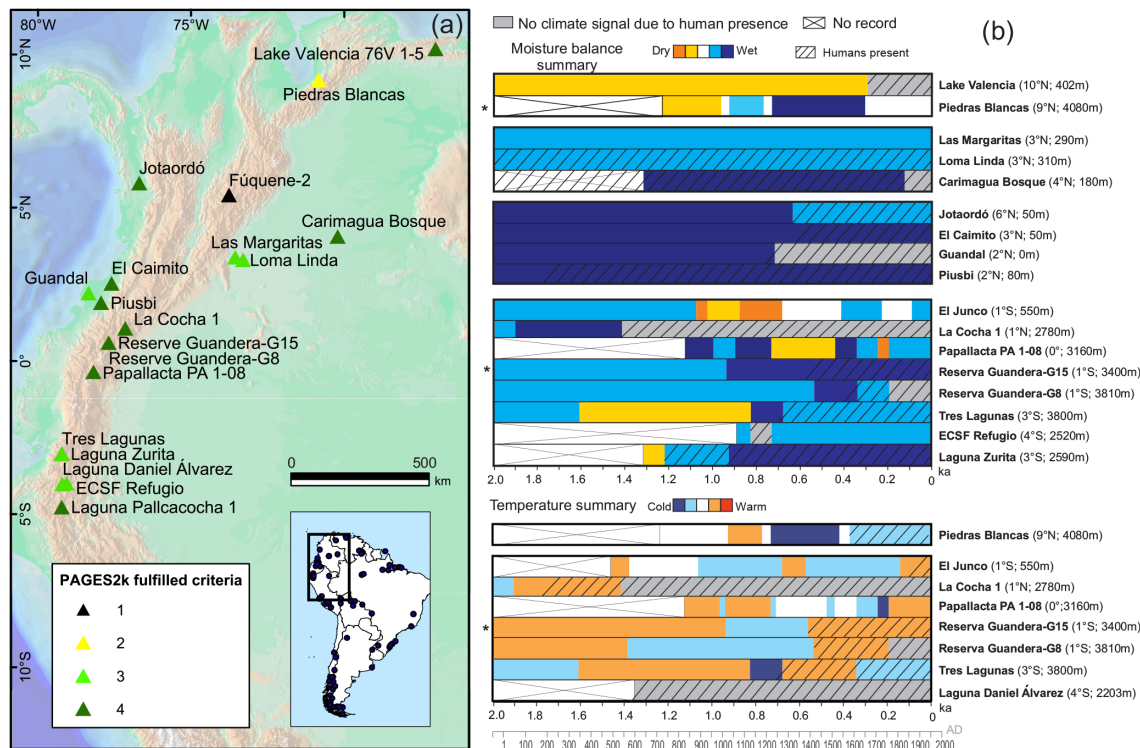 80°W
75°W
(a)
10°N
5°N
0°
5°S
10°S
Lake Valencia 76V 1-5
Piedras Blancas
Jotaordó
Fúquene-2
Carimagua Bosque
Las Margaritas
Loma Linda
Guandal
El Caimito
Piusbi
La Cocha 1
Reserve Guandera-G15
Reserve Guandera-G8
Papallacta PA 1-08
Tres Lagunas
Laguna Zurita
Laguna Daniel Álvarez
ECSF Refugio
Laguna Pallcacocha 1
0 500
km
PAGES2k fulfilled criteria
1
2
3
4
No climate signal due to human presence
No record
(b)
Moisture balance
summary
Dry
Wet
Humans present
Lake Valencia (10°N; 402m)
* Piedras Blancas (9°N; 4080m)
Las Margaritas (3°N; 290m)
Loma Linda (3°N; 310m)
Carimagua Bosque (4°N; 180m)
Jotaordó (6°N; 50m)
El Caimito (3°N; 50m)
Guandal (2°N; 0m)
Piusbi (2°N; 80m)
El Junco (1°S; 550m)
La Cocha 1 (1°N; 2780m)
Papallacta PA 1-08 (0°; 3160m)
* Reserva Guandera-G15 (1°S; 3400m)
Reserva Guandera-G8 (1°S; 3810m)
Tres Lagunas (3°S; 3800m)
ECSF Refugio (4°S; 2520m)
Laguna Zurita (3°S; 2590m)
2.0 1.8 1.6 1.4 1.2 1.0 0.8 0.6 0.4 0.2 2.0
ka
Temperature summary
Cold
Warm
Piedras Blancas (9°N; 4080m)
El Junco (1°S; 550m)
La Cocha 1 (1°N; 2780m)
Papallacta PA 1-08 (0°;3160m)
* Reserva Guandera-G15 (1°S; 3400m)
Reserva Guandera-G8 (1°S; 3810m)
Tres Lagunas (3°S; 3800m)
Laguna Daniel Álvarez (4°S; 2203m)
2.0 1.8 1.6 1.4 1.2 1.0 0.8 0.6 0.4 0.2 0
ka
AD
1 100 200 300 400 500 600 700 800 900 1000 1100 1200 1300 1400 1500 1600 1700 1800 1900 2000